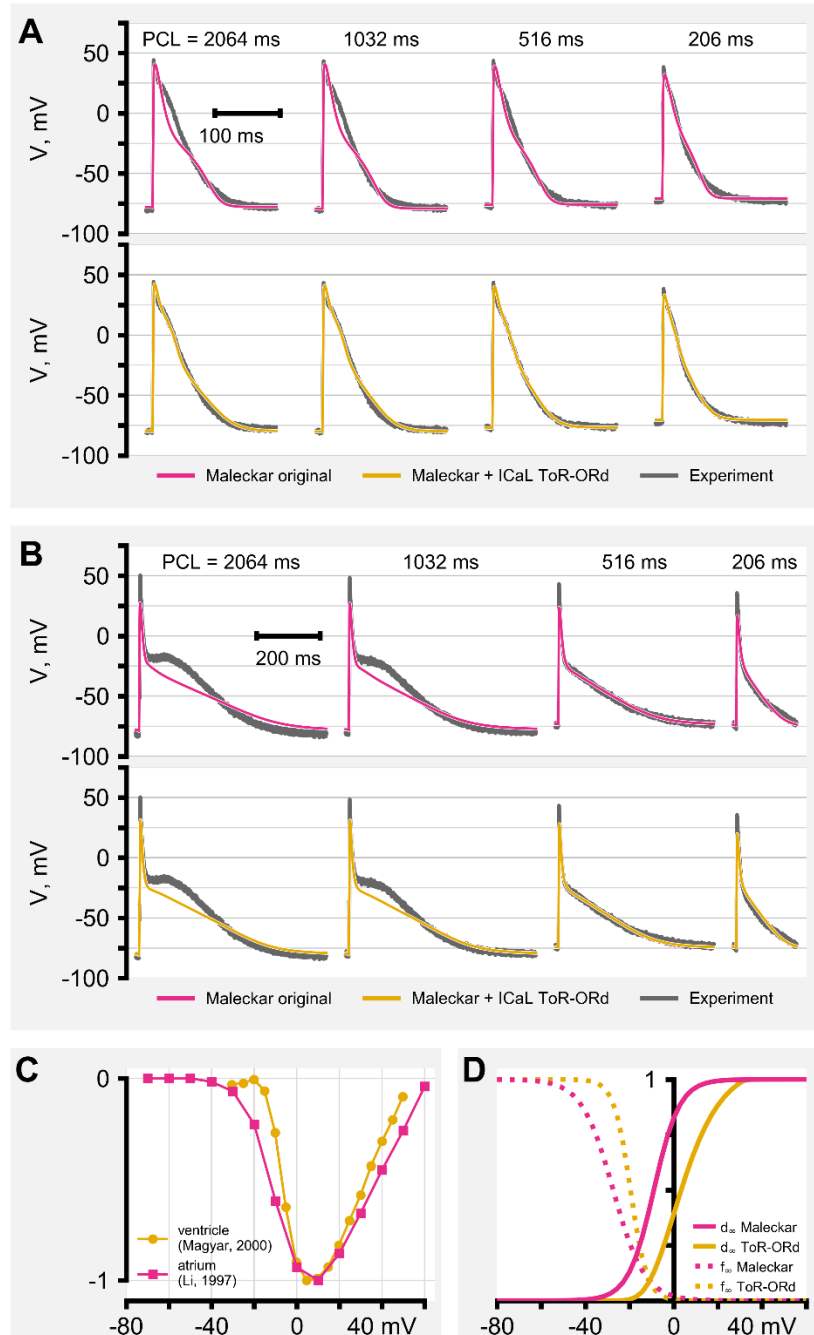 A
PCL = 2064 ms 1032 ms 516 ms 206 ms
50
0
-50
-100
V, mV
100 ms
50
0
-50
-100
V, mV
Maleckar original Maleckar + ICaL ToR-ORd Experiment
B
PCL = 2064 ms 1032 ms 516 ms 206 ms
50
0
-50
-100
V, mV
200 ms
50
0
-50
-100
V, mV
Maleckar original Maleckar + ICaL ToR-ORd Experiment
C
0
-1
ventricle
(Magyar, 2000)
atrium
(Li, 1997)
-80 -40 0 40 mV
D
1
d∞ Maleckar
d∞ ToR-ORd
f∞ Maleckar
f∞ ToR-ORd
-80 -40 0 40 mV